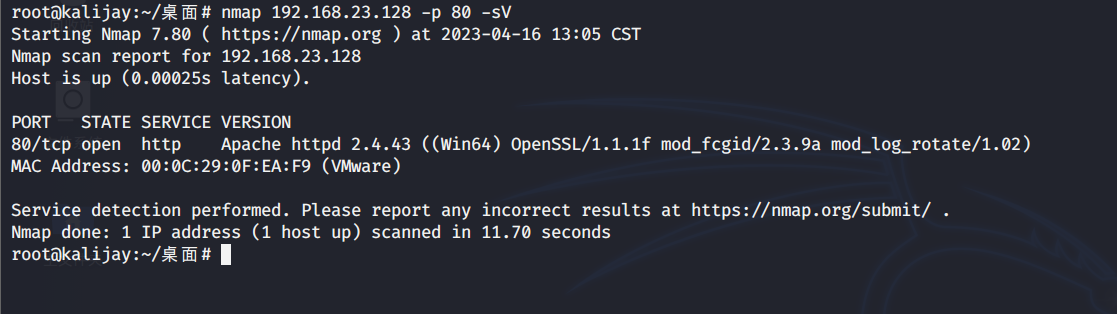 root@kalijay:~/桌面# nmap 192.168.23.128 -p 80 -sV
Starting Nmap 7.80 ( https://nmap.org ) at 2023-04-16 13:05 CST
Nmap scan report for 192.168.23.128
Host is up (0.00025s latency).

PORT   STATE SERVICE VERSION
80/tcp open  http    Apache httpd 2.4.43 ((Win64) OpenSSL/1.1.1f mod_fcgid/2.3.9a mod_log_rotate/1.02)
MAC Address: 00:0C:29:0F:EA:F9 (VMware)

Service detection performed. Please report any incorrect results at https://nmap.org/submit/ .
Nmap done: 1 IP address (1 host up) scanned in 11.70 seconds
root@kalijay:~/桌面#